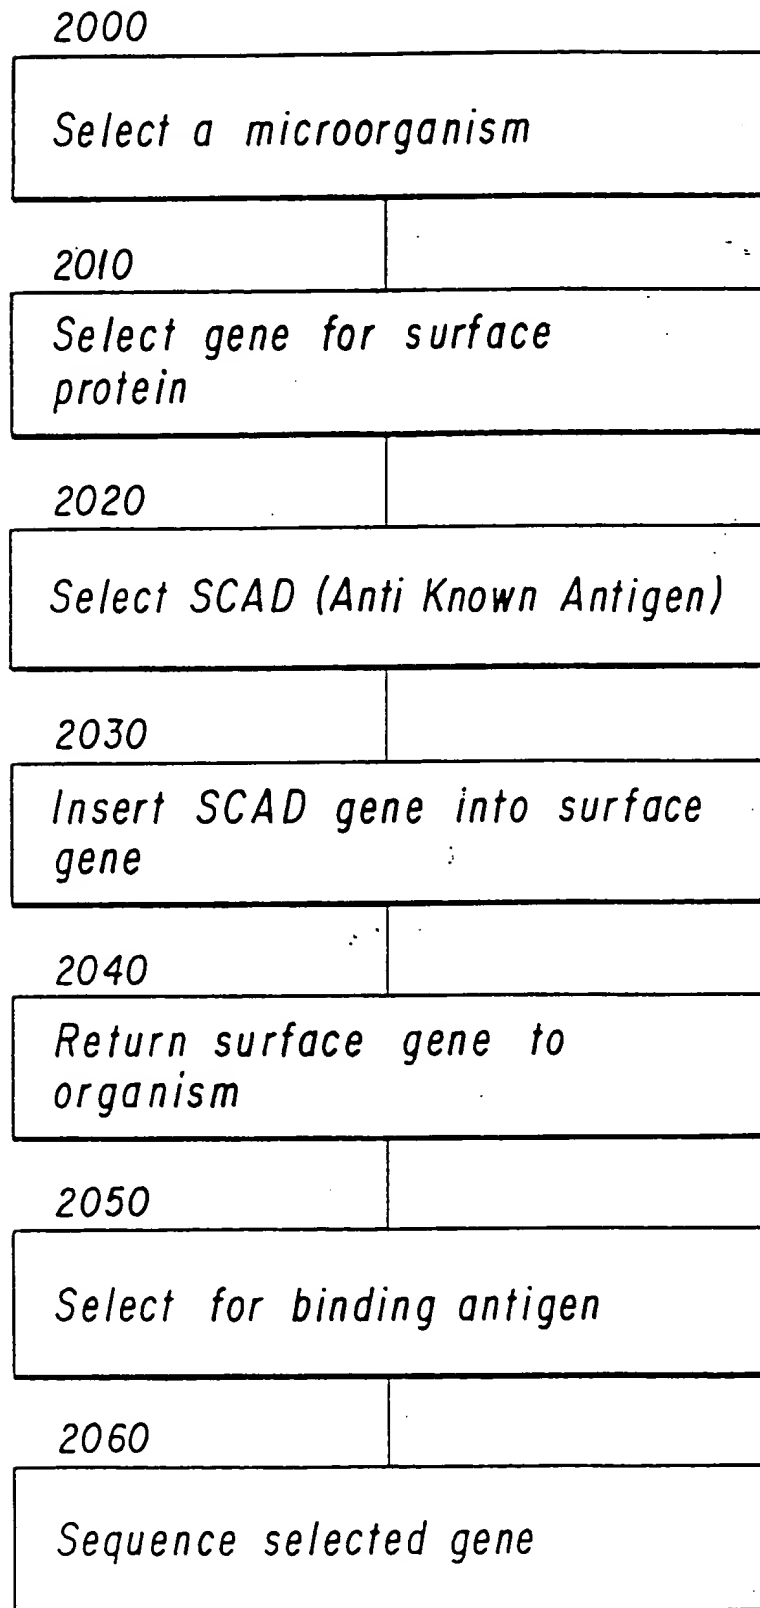 2000
Select a microorganism
2010
Select gene for surface
protein
2020
Select SCAD (Anti Known Antigen)
2030
Insert SCAD gene into surface
gene
2040
Return surface gene to
organism
2050
Select for binding antigen
2060
Sequence selected gene